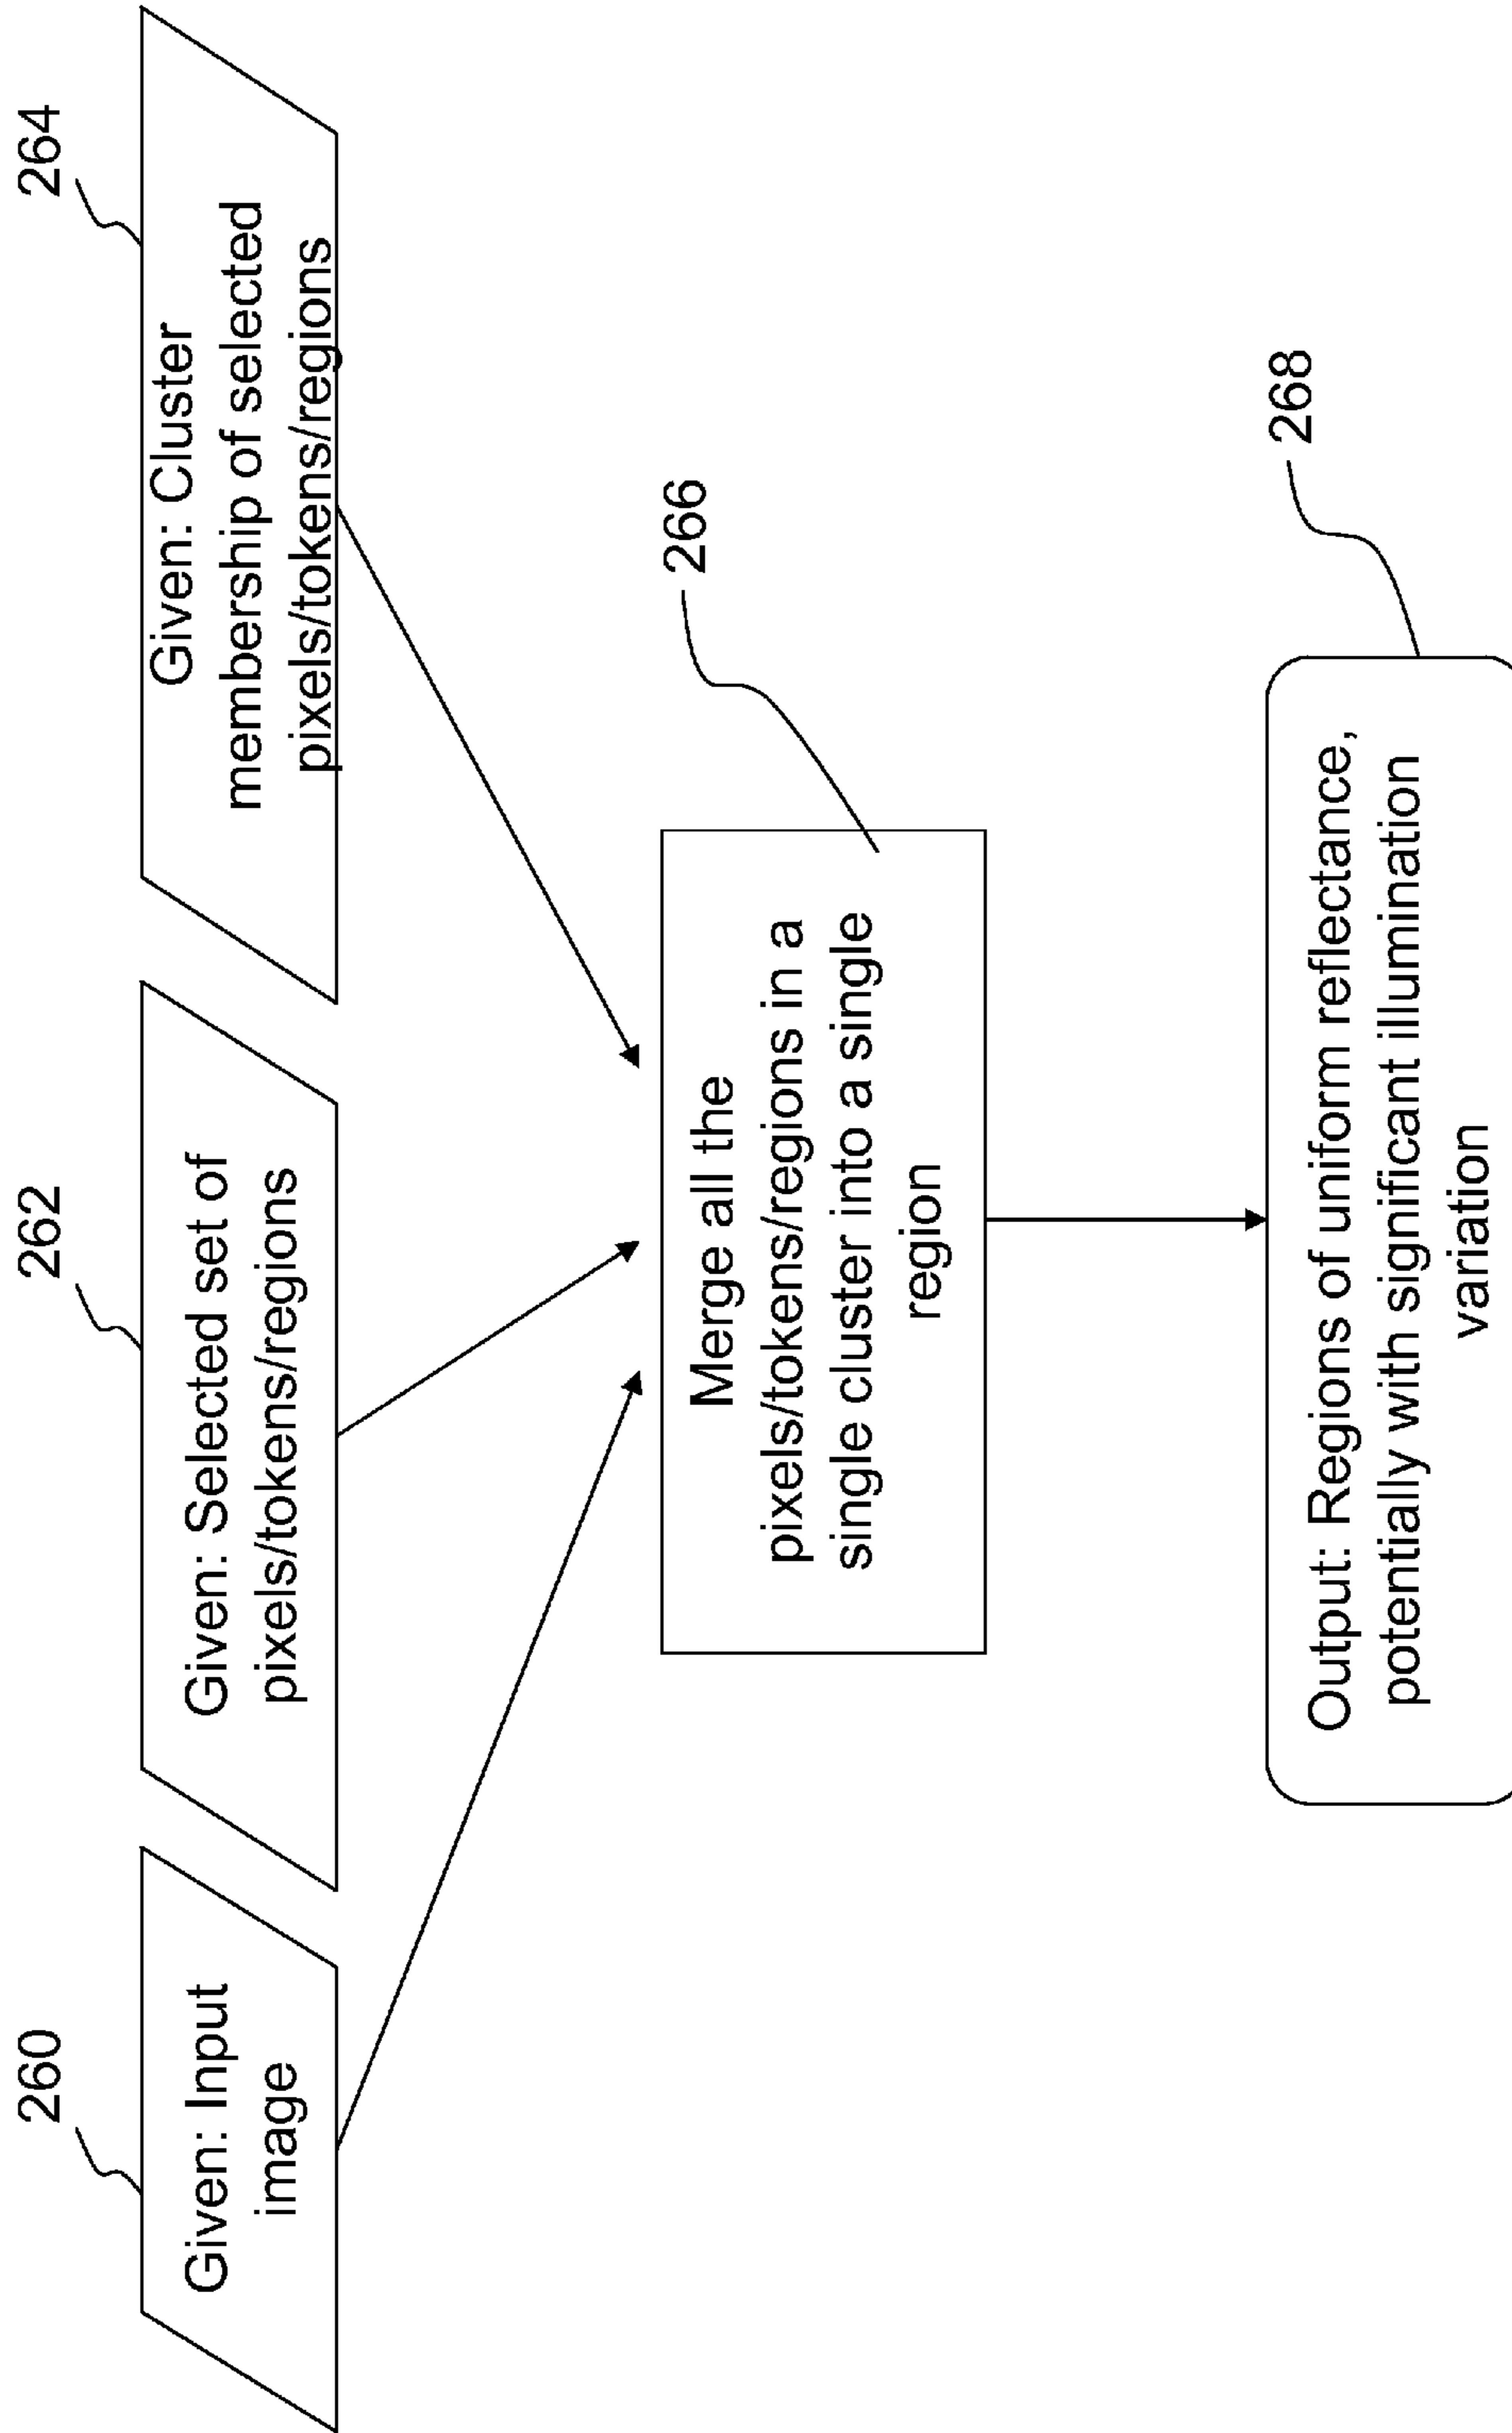 260
Given: Input
image
262
Given: Selected set of
pixels/tokens/regions
264
Given: Cluster
membership of selected
pixels/tokens/regions
266
Merge all the
pixels/tokens/regions in a
single cluster into a single
region
268
Output: Regions of uniform reflectance,
potentially with significant illumination
variation